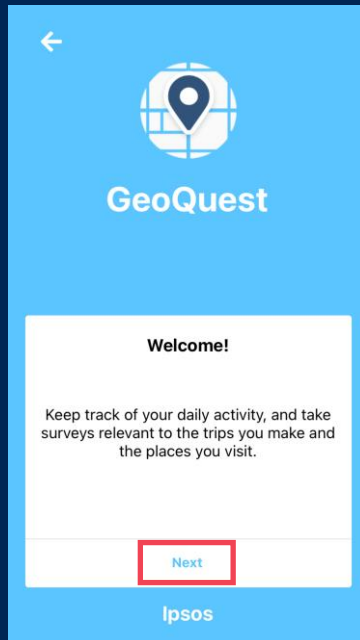 GeoQuest
Welcome!
Keep track of your daily activity, and take
surveys relevant to the trips you make and
the places you visit.
Next
Ipsos